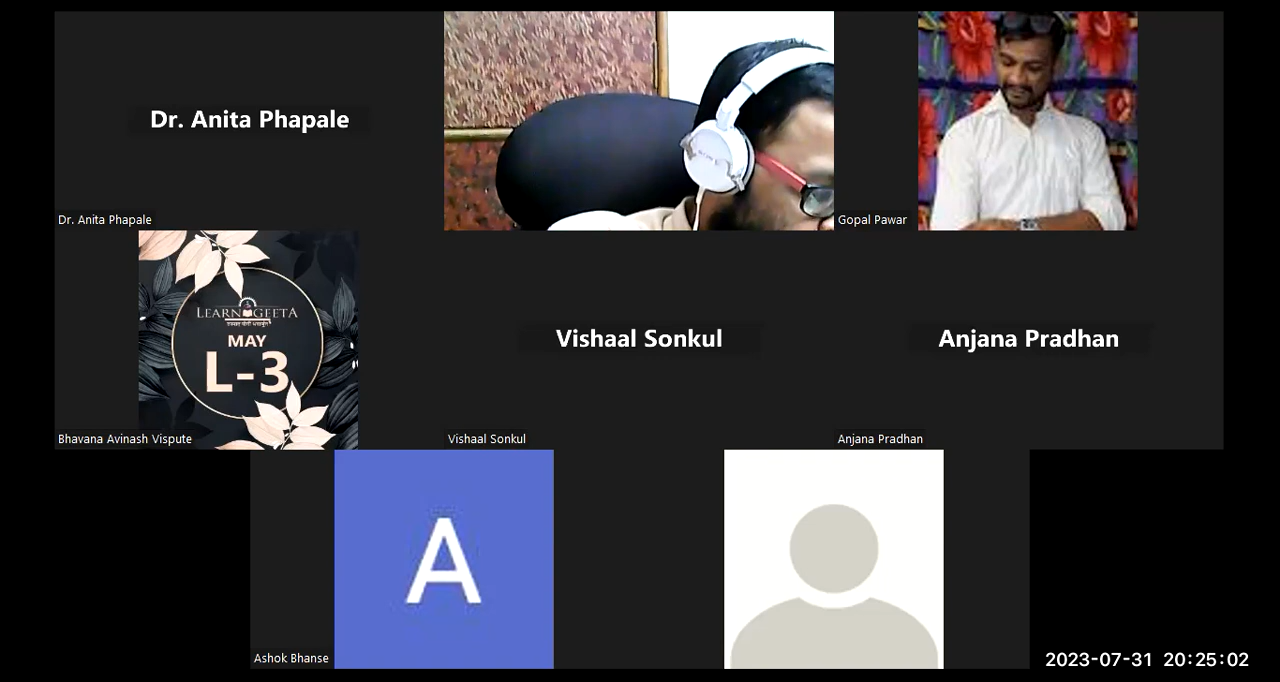 Dr. Anita Phapale
Dr. Anita Phapale
Gopal Pawar
LEARNGEETA
MAY
L-3
Bhavana Avinash Vispute
Vishaal Sonkul
Vishaal Sonkul
Anjana Pradhan
Anjana Pradhan
A
Ashok Bhanse
2023-07-31 20:25:02